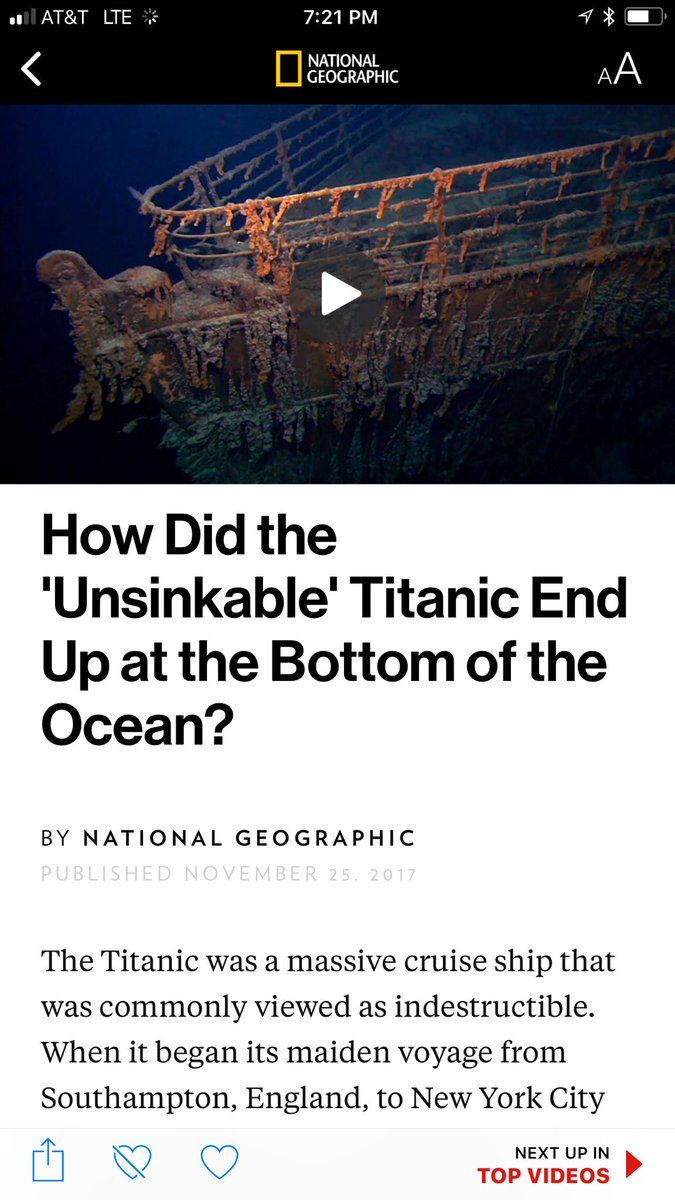 AT&T LTE 7:21 PM
NATIONAL
GEOGRAPHIC
AA
How Did the
'Unsinkable' Titanic End
Up at the Bottom of the
Ocean?
BY NATIONAL GEOGRAPHIC
PUBLISHED NOVEMBER 25, 2017
The Titanic was a massive cruise ship that
was commonly viewed as indestructible.
When it began its maiden voyage from
Southampton, England, to New York City
NEXT UP IN
TOP VIDEOS